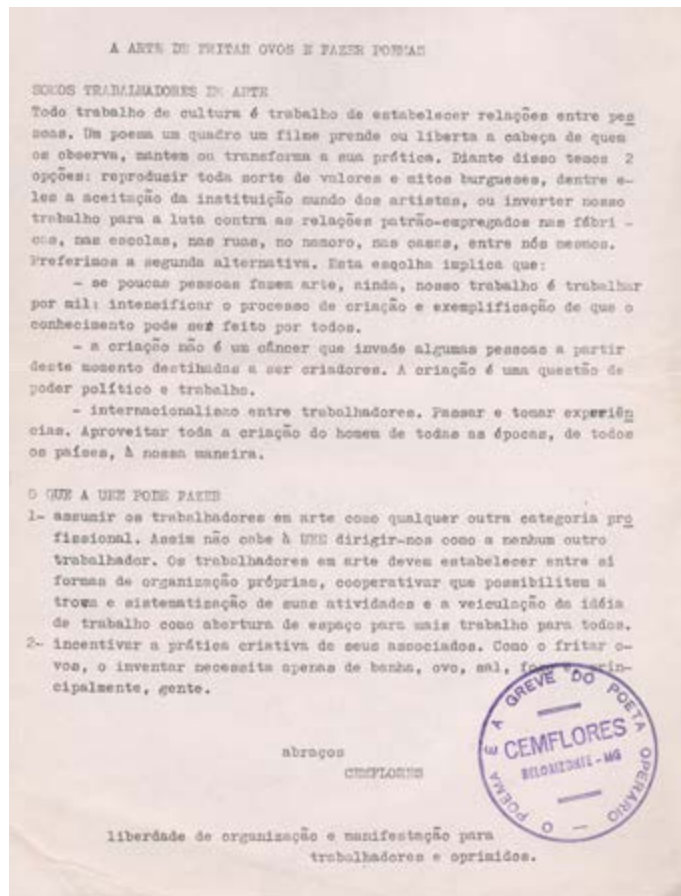 A ARTE DE FRITAR OVOS E FAZER POEMAS
SOMOS TRABALHADORES EM ARTE
Todo trabalho de cultura é trabalho de estabelecer relações entre pes
soas. Um poema um quadro um filme prende ou liberta a cabeça de quem
os observa, mantem ou transforma a sua prática. Diante disso temos 2
opções: reproduzir toda sorte de valores e mitos burgueses, dentre e-
les a aceitação da instituição mundo dos artistas, ou inverter nosso
trabalho para a luta contra as relações patrão-empregados nas fábri -
cas, nas escolas, nas ruas, no namoro, nas casas, entre nós mesmos.
Preferimos a segunda alternativa. Esta esqolha implica que:
- se poucas pessoas fazem arte, ainda, nosso trabalho é trabalhar
por mil: intensificar o processo de criação e exemplificação de que o
conhecimento pode ser feito por todos.
- a criação não é um câncer que invade algumas pessoas a partir
deste momento destinadas a ser criadores. A criação é uma questão de
poder político e trabalho.
- internacionalismo entre trabalhadores. Passar e tomar experiên
cias. Aproveitar toda a criação do homem de todas as épocas, de todos
os países, à nossa maneira.
O QUE A UEE PODE FAZER
1- assumir os trabalhadores em arte como qualquer outra categoria pro
fissional. Assim não cabe à UEE dirigir-nos como a nenhum outro
trabalhador. Os trabalhadores em arte devem estabelecer entre si
formas de organização próprias, cooperativar que possibilitem a
troca e sistematização de suas atividades e a veiculação da idéia
de trabalho como abertura de espaço para mais trabalho para todos.
2- incentivar a prática criativa de seus associados. Como o fritar o-
vos, o inventar necessita apenas de banha, ovo, sal, fogo e, prin-
cipalmente, gente.
abraços
CEMFLORES
O POEMA É A GREVE DO POETA OPERÁRIO
CEMFLORES
BELORIZONTE - MG
liberdade de organização e manifestação para
trabalhadores e oprimidos.